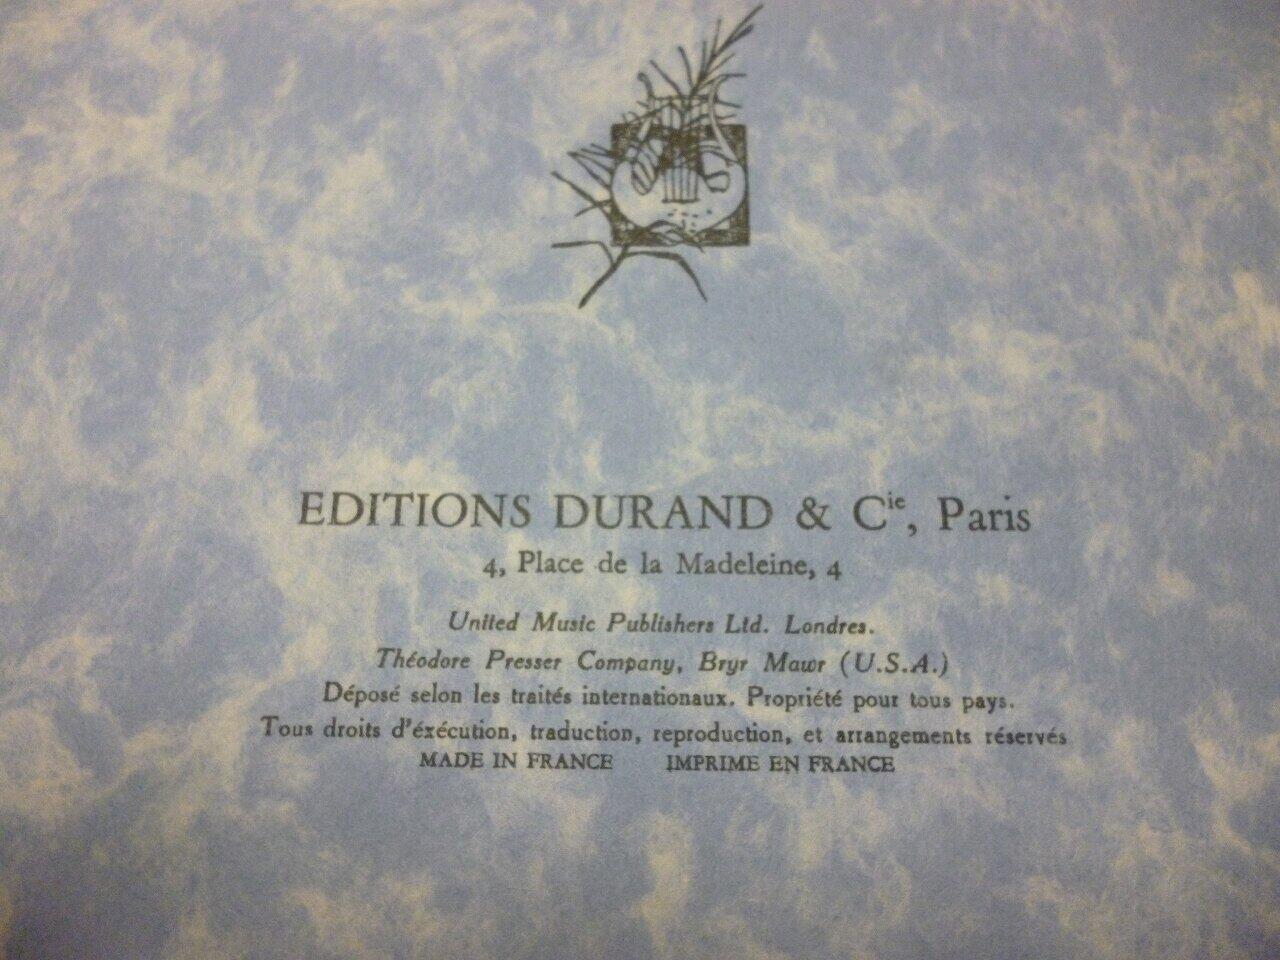 EDITIONS DURAND & Cie, Paris
4, Place de la Madeleine, 4
United Music Publishers Ltd. Londres.
Théodore Presser Company, Bryr Mawr (U.S.A.)
Déposé selon les traités internationaux. Propriété pour tous pays.
Tous droits d'éxécution, traduction, reproduction, et arrangements réservés
MADE IN FRANCE IMPRIME EN FRANCE